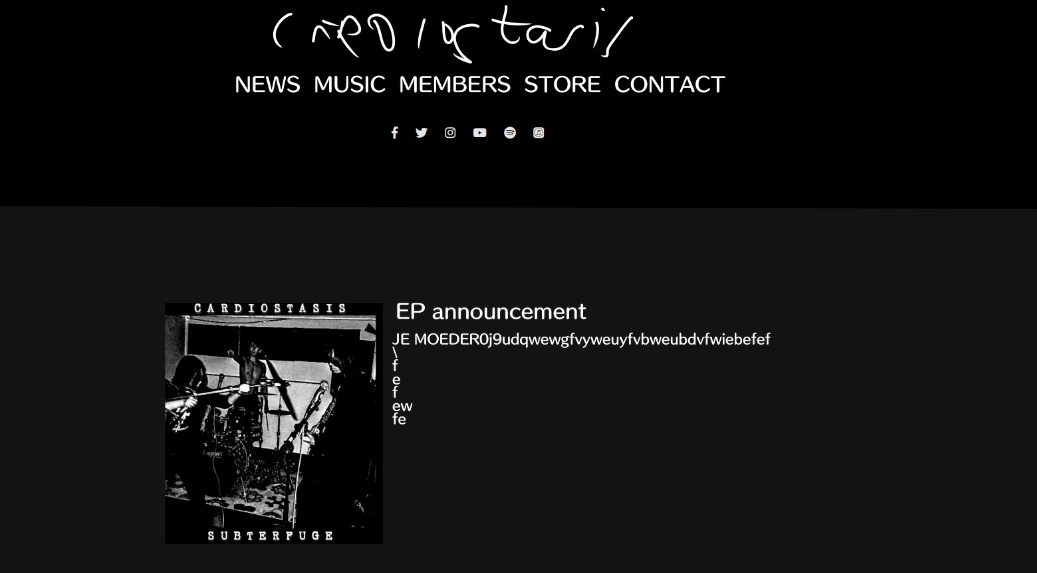 cardiostasis
NEWS MUSIC MEMBERS STORE CONTACT
CARDIOSTASIS
SUBTERFUGE
EP announcement
JE MOEDER0j9udqwewgfvyweuyfvbweubdvfwiebefef
\
f
e
f
ew
fe